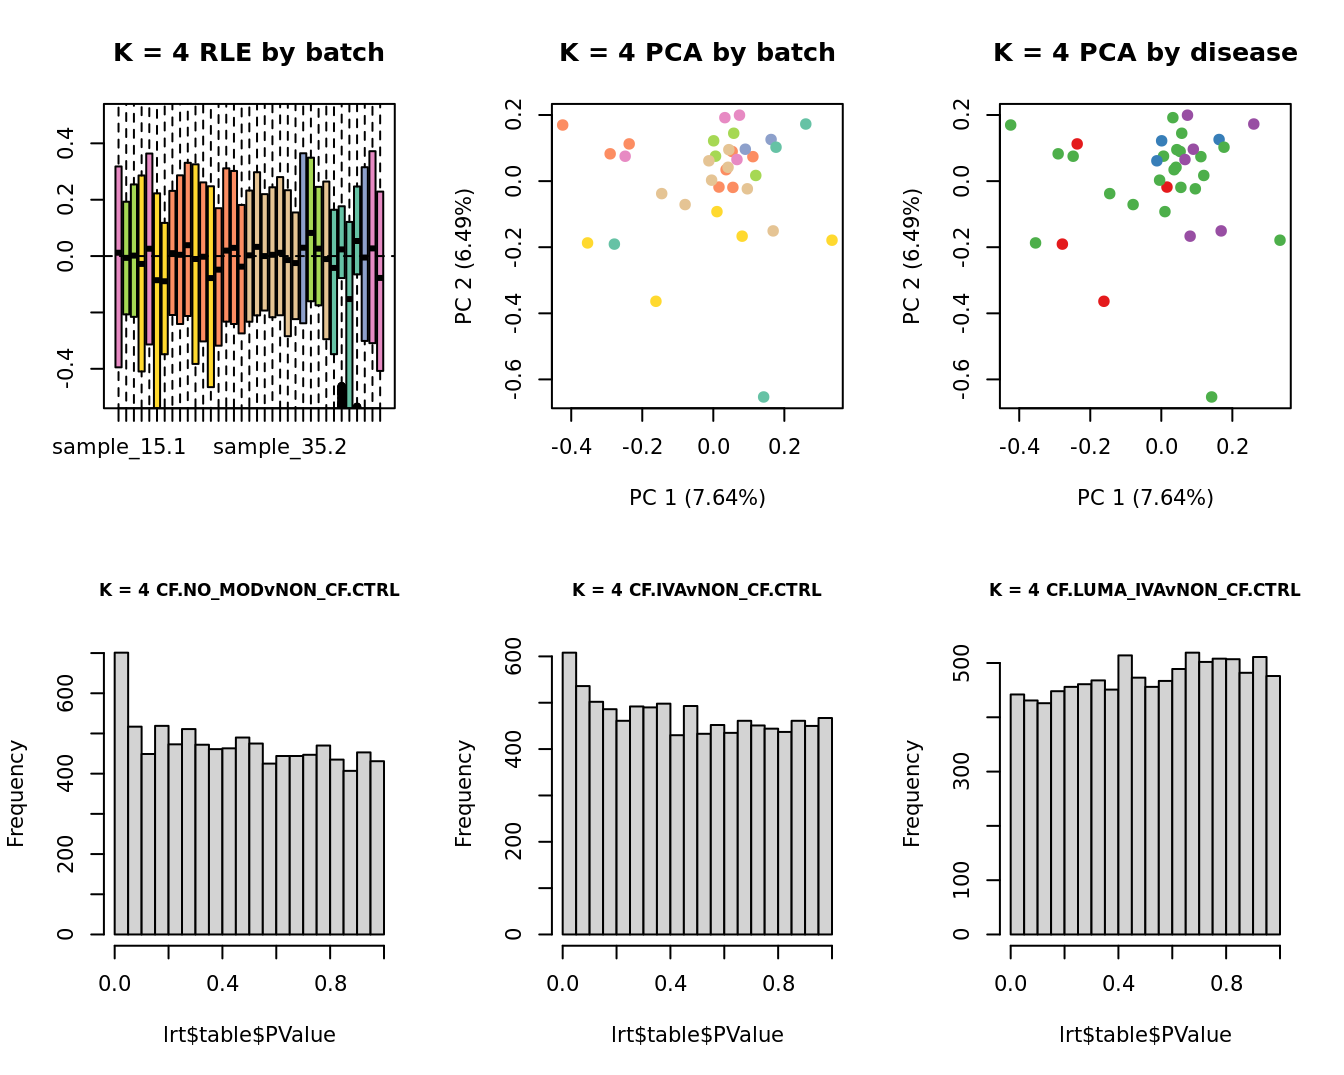 K = 4 RLE by batch
0.4
0.2
0.0
-0.4
sample_15.1 sample_35.2
K = 4 PCA by batch
PC 2 (6.49%)
0.2
0.0
-0.2
-0.4
-0.6
-0.4 -0.2 0.0 0.2
PC 1 (7.64%)
K = 4 PCA by disease
PC 2 (6.49%)
0.2
0.0
-0.2
-0.4
-0.6
-0.4 -0.2 0.0 0.2
PC 1 (7.64%)
K = 4 CF.NO_MODvNON_CF.CTRL
Frequency
600
400
200
0
0.0 0.4 0.8
lrt$table$PValue
K = 4 CF.IVAvNON_CF.CTRL
Frequency
600
400
200
0
0.0 0.4 0.8
lrt$table$PValue
K = 4 CF.LUMA_IVAvNON_CF.CTRL
Frequency
500
300
100
0
0.0 0.4 0.8
lrt$table$PValue